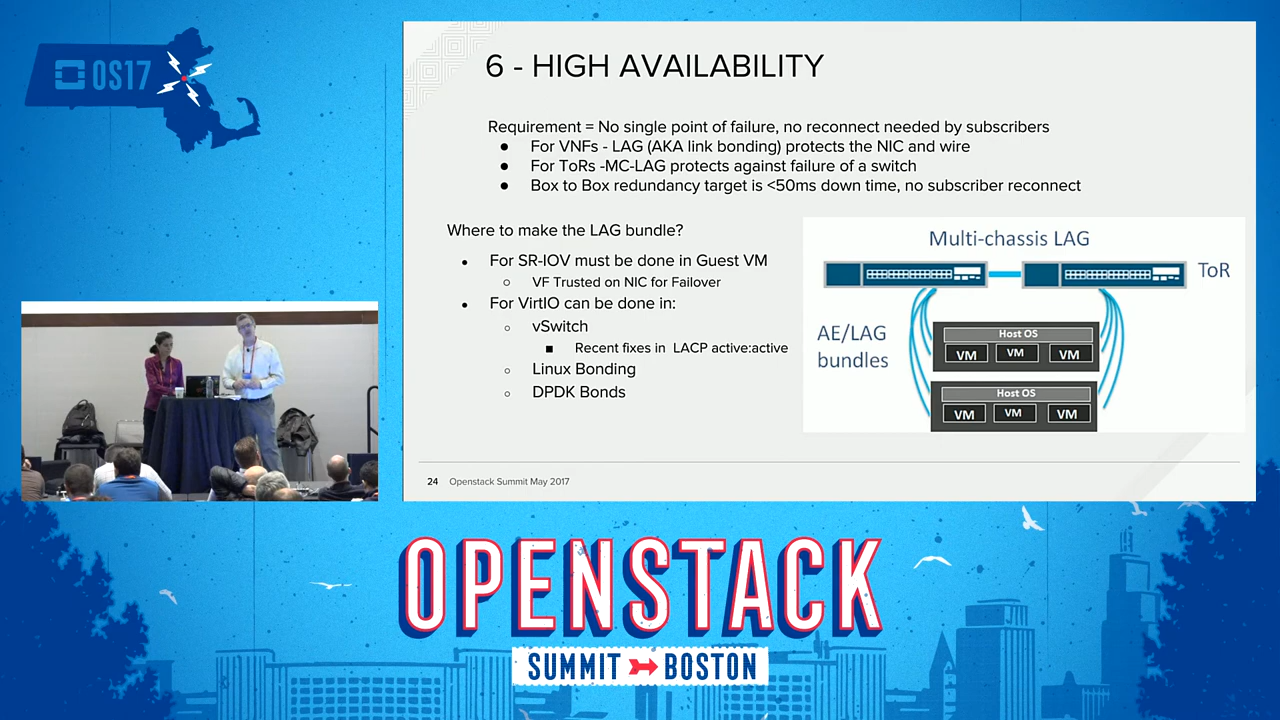 OS17
6 - HIGH AVAILABILITY
Requirement = No single point of failure, no reconnect needed by subscribers
● For VNFs - LAG (AKA link bonding) protects the NIC and wire
● For ToRs -MC-LAG protects against failure of a switch
● Box to Box redundancy target is <50ms down time, no subscriber reconnect
Where to make the LAG bundle?
● For SR-IOV must be done in Guest VM
○ VF Trusted on NIC for Failover
● For VirtIO can be done in:
○ vSwitch
■ Recent fixes in LACP active:active
○ Linux Bonding
○ DPDK Bonds
Multi-chassis LAG
ToR
AE/LAG
bundles
Host OS
VM VM VM
Host OS
VM VM VM
24 Openstack Summit May 2017
OPENSTACK
SUMMIT BOSTON